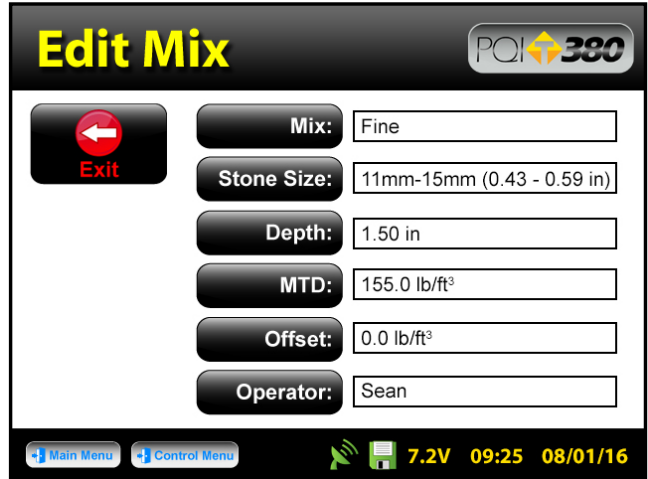 Edit Mix
PQI 380
Exit
Mix: Fine
Stone Size: 11mm-15mm (0.43 - 0.59 in)
Depth: 1.50 in
MTD: 155.0 lb/ft³
Offset: 0.0 lb/ft³
Operator: Sean
Main Menu Control Menu 7.2V 09:25 08/01/16